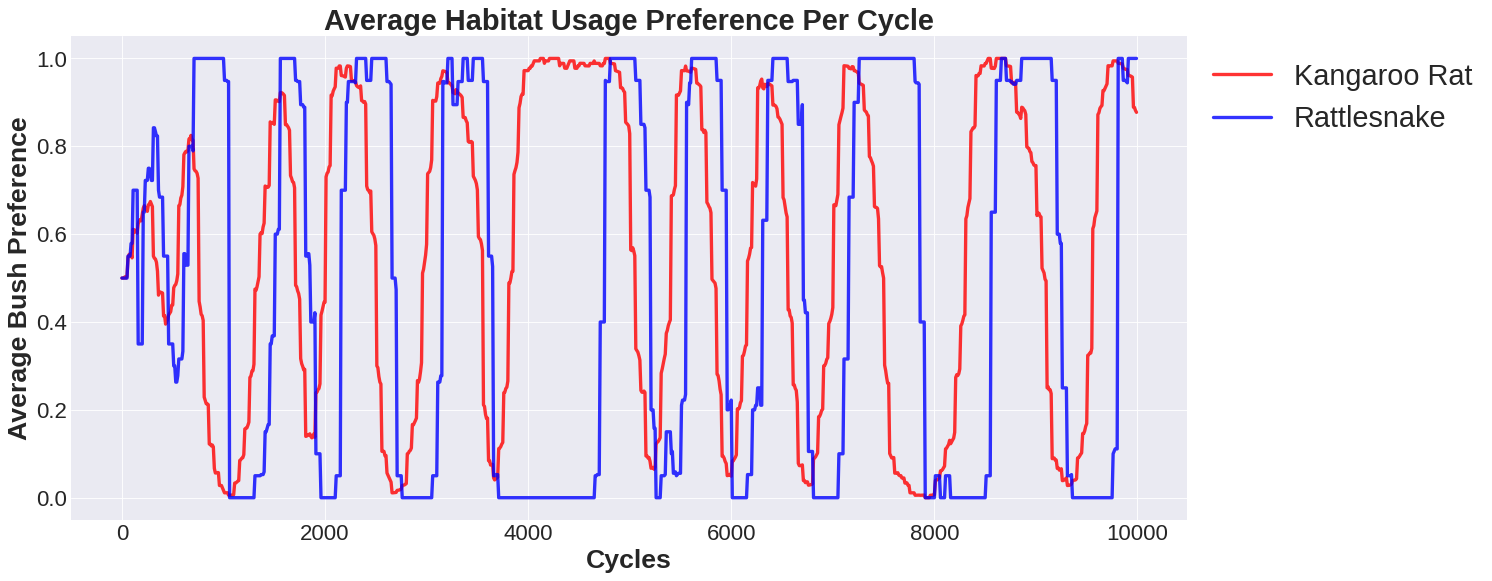 Average Habitat Usage Preference Per Cycle
Average Bush Preference
1.0
0.8
0.6
0.4
0.2
0.0
0 2000 4000 6000 8000 10000
Cycles
Kangaroo Rat
Rattlesnake